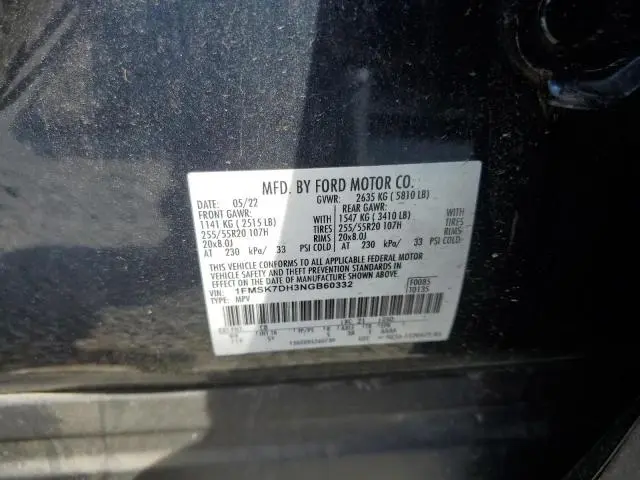 MFD. BY FORD MOTOR CO.
DATE: 05/22 GVWR: 2635 KG ( 5810 LB)
FRONT GAWR: REAR GAWR:
1141 KG ( 2515 LB) WITH 1547 KG ( 3410 LB) WITH
255/55R20 107H TIRES 255/55R20 107H TIRES
20x8.0J RIMS 20x8.0J RIMS
AT 230 kPa/ 33 PSI COLD AT 230 kPa/ 33 PSI COLD
THIS VEHICLE CONFORMS TO ALL APPLICABLE FEDERAL MOTOR
VEHICLE SAFETY AND BUMPER STANDARDS IN EFFECT ON THE DATE OF
MANUFACTURE SHOWN ABOVE.
VIN: 1FMSK7DH3NGB60332 F0085
TYPE: MPV T0135